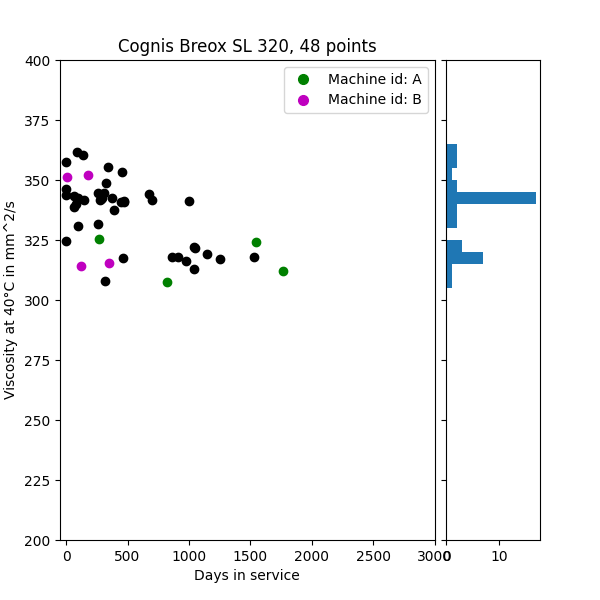 Cognis Breox SL 320, 48 points
Machine id: A
Machine id: B
400
375
350
325
300
275
250
225
200
Viscosity at 40°C in mm^2/s
0 500 1000 1500 2000 2500 3000
0 10
Days in service